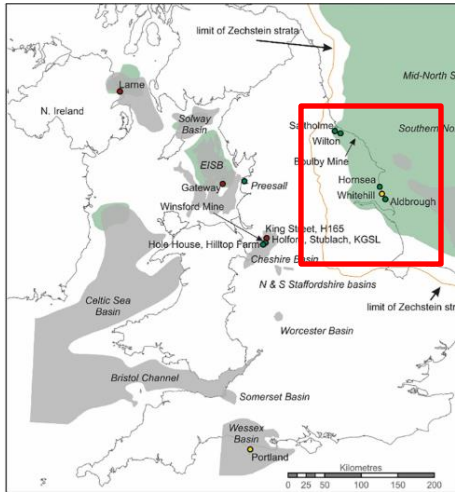 limit of Zechstein strata
Larne
Mid-North S
N. Ireland
Solway
Basin
Saltholme
Southern No
Wilton
EISB
Boulby Mine
Hornsea
Gateway
Preesall
Whitehill
Aldbrough
Winsford Mine
King Street, H165
Holford, Stublach, KGSL
Hole House, Hilltop Farm
Cheshire Basin
N & S Staffordshire basins
limit of Zechstein stra
Celtic Sea
Basin
Worcester Basin
Bristol Channel
Somerset Basin
Wessex
Basin
Portland
Kilometres
0 25 50 100 150 200